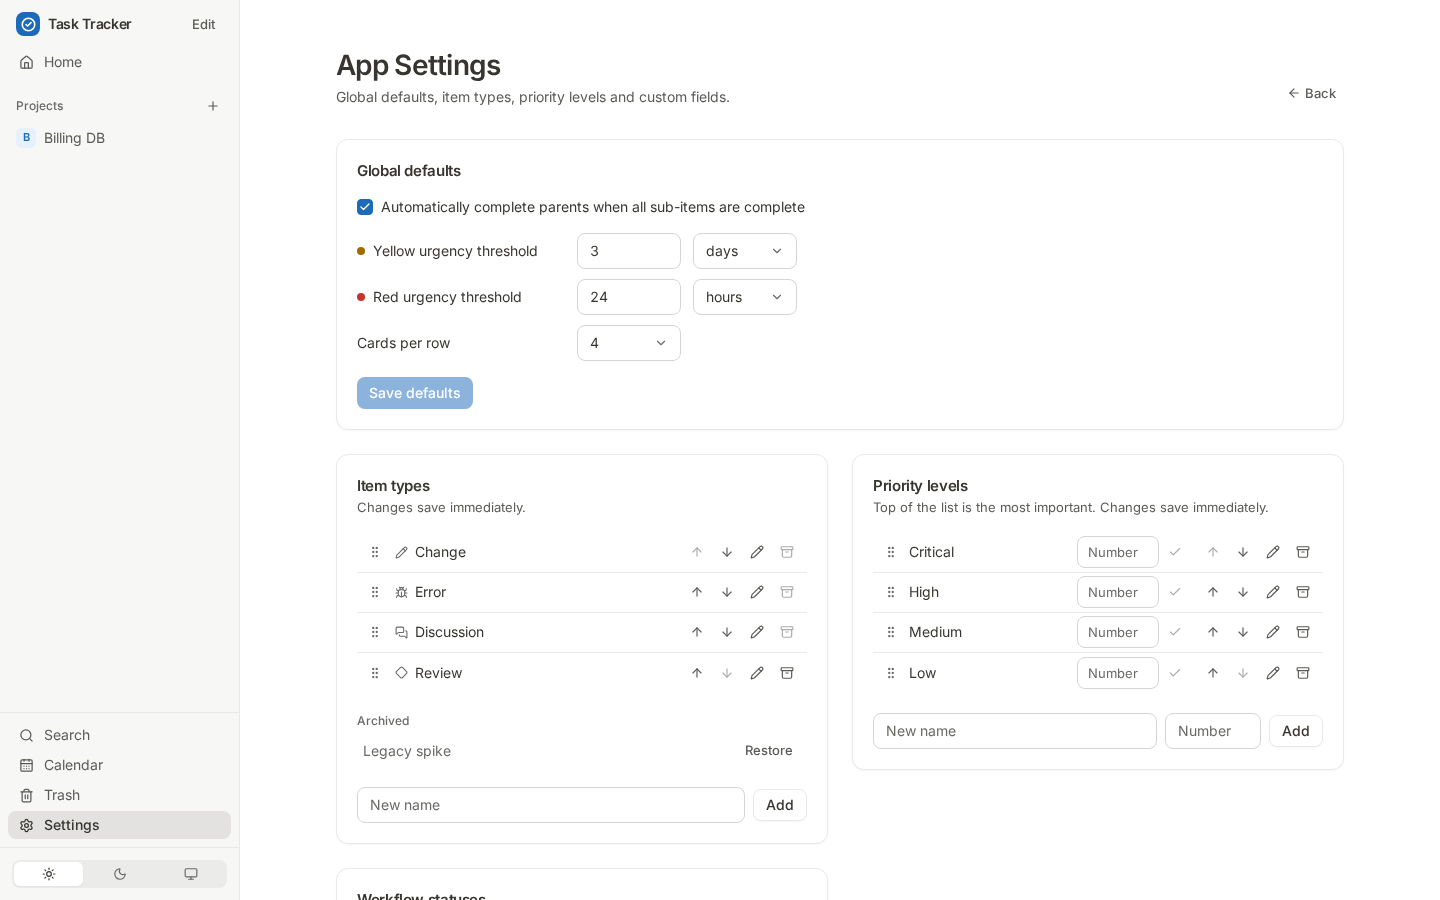 Task Tracker
Edit
Home
Projects
B Billing DB
Search
Calendar
Trash
Settings
App Settings
Global defaults, item types, priority levels and custom fields.
Back
Global defaults
Automatically complete parents when all sub-items are complete
Yellow urgency threshold 3 days
Red urgency threshold 24 hours
Cards per row 4
Save defaults
Item types
Changes save immediately.
Change
Error
Discussion
Review
Archived
Legacy spike Restore
New name Add
Priority levels
Top of the list is the most important. Changes save immediately.
Critical Number
High Number
Medium Number
Low Number
New name Number Add
Workflow statuses